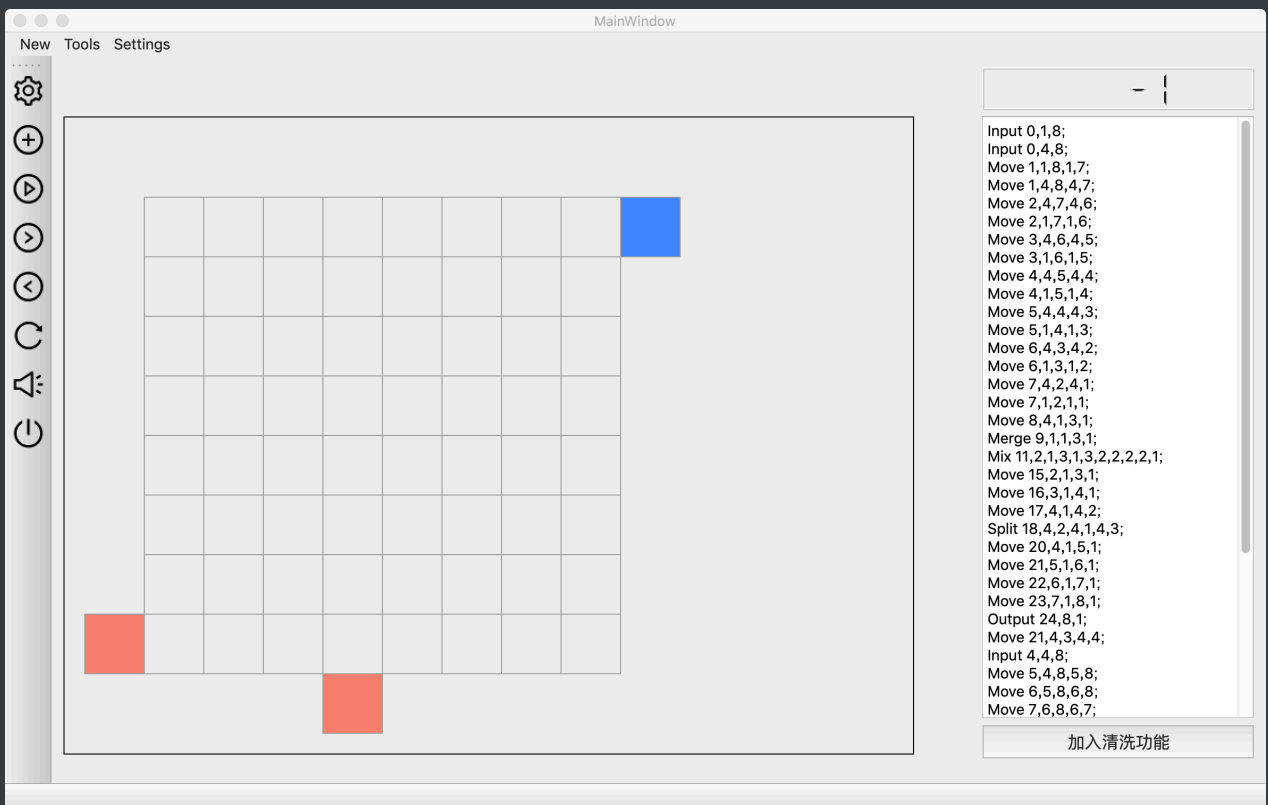 MainWindow
New Tools Settings
- 1
Input 0,1,8;
Input 0,4,8;
Move 1,1,8,1,7;
Move 1,4,8,4,7;
Move 2,4,7,4,6;
Move 2,1,7,1,6;
Move 3,4,6,4,5;
Move 3,1,6,1,5;
Move 4,4,5,4,4;
Move 4,1,5,1,4;
Move 5,4,4,4,3;
Move 5,1,4,1,3;
Move 6,4,3,4,2;
Move 6,1,3,1,2;
Move 7,4,2,4,1;
Move 7,1,2,1,1;
Move 8,4,1,3,1;
Merge 9,1,1,3,1;
Mix 11,2,1,3,1,3,2,2,2,2,1;
Move 15,2,1,3,1;
Move 16,3,1,4,1;
Move 17,4,1,4,2;
Split 18,4,2,4,1,4,3;
Move 20,4,1,5,1;
Move 21,5,1,6,1;
Move 22,6,1,7,1;
Move 23,7,1,8,1;
Output 24,8,1;
Move 21,4,3,4,4;
Input 4,4,8;
Move 5,4,8,5,8;
Move 6,5,8,6,8;
Move 7,6,8,6,7;
加入清洗功能